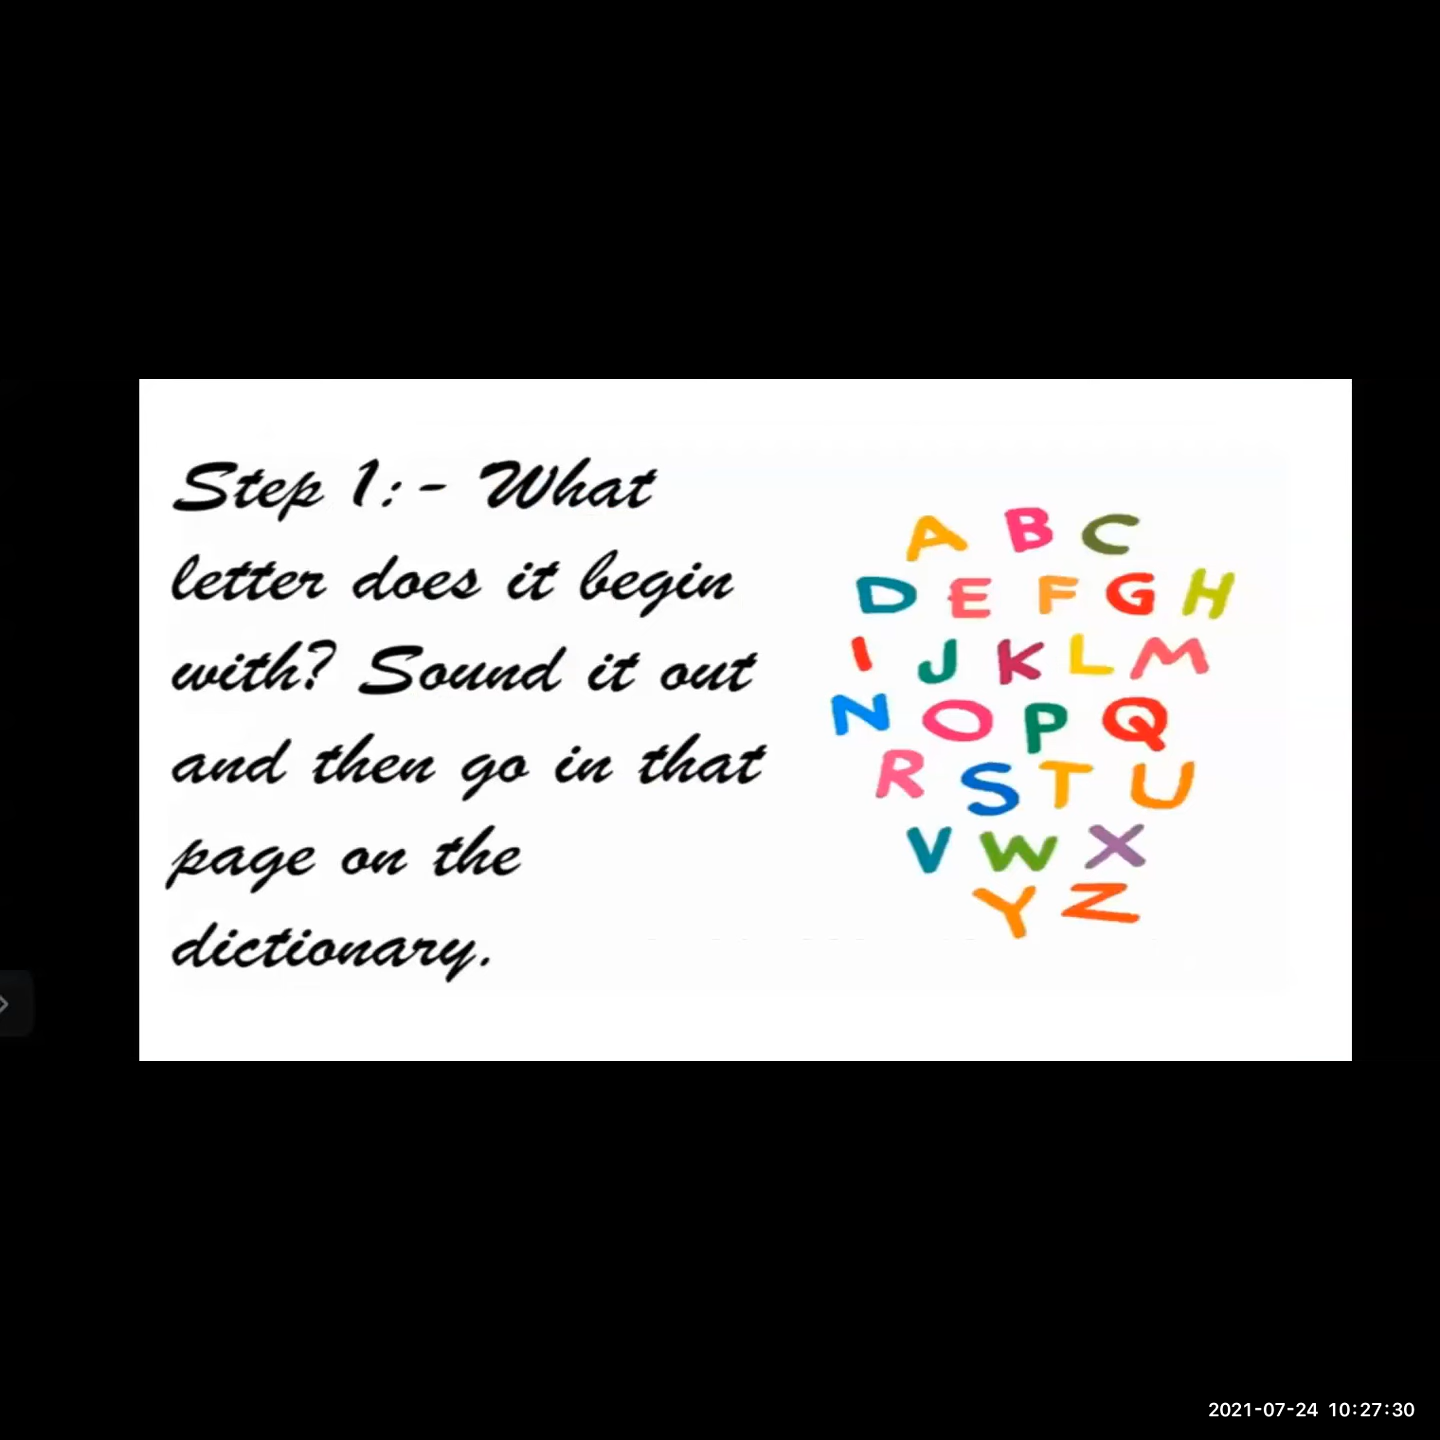 Step 1:- What
letter does it begin
with? Sound it out
and then go in that
page on the
dictionary.
A B C
D E F G H
I J K L M
N O P Q
R S T U
V W X
Y Z
2021-07-24 10:27:30